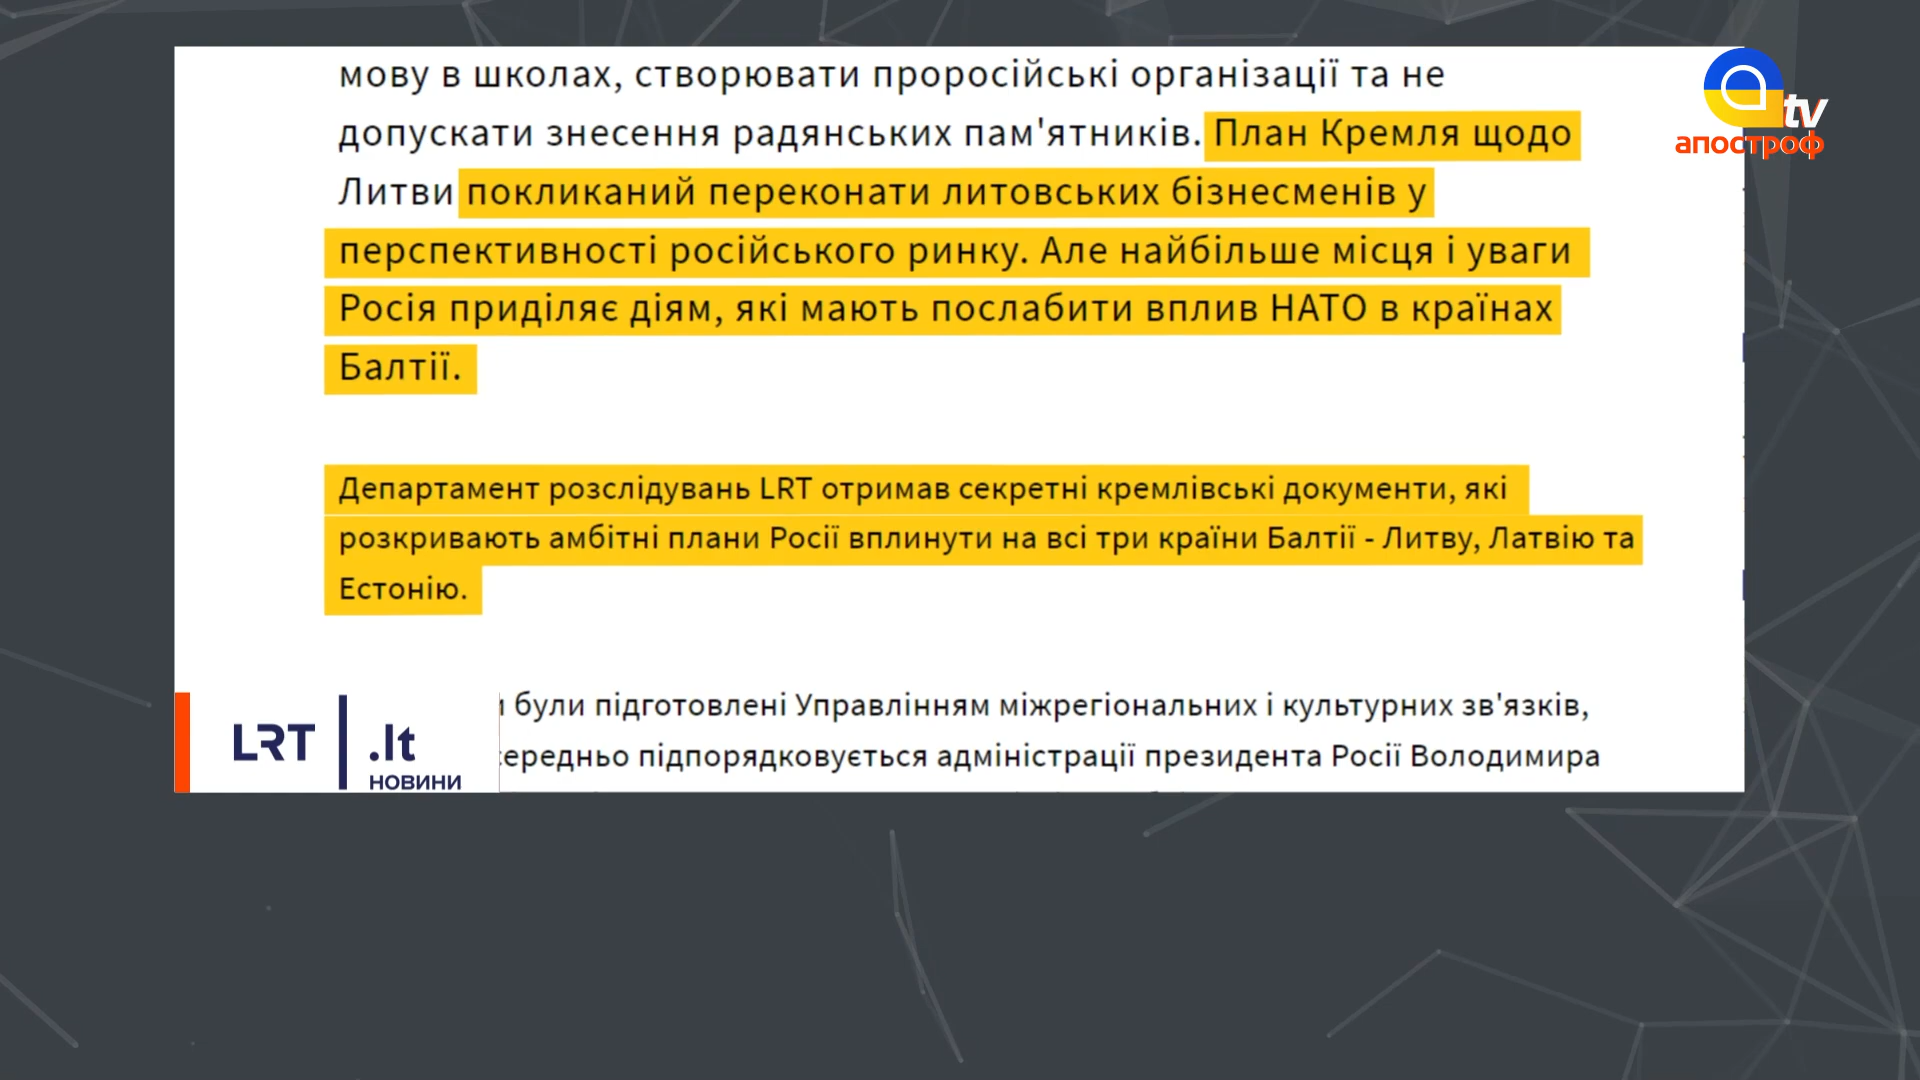 мову в школах, створювати проросійські організації та не
допускати знесення радянських пам'ятників. План Кремля щодо
Литви покликаний переконати литовських бізнесменів у
перспективності російського ринку. Але найбільше місця і уваги
Росія приділяє діям, які мають послабити вплив НАТО в країнах
Балтії.
Департамент розслідувань LRT отримав секретні кремлівські документи, які
розкривають амбітні плани Росії вплинути на всі три країни Балтії - Литву, Латвію та
Естонію.
були підготовлені Управлінням міжрегіональних і культурних зв'язків,
підпорядковується адміністрації президента Росії Володимира
LRT .lt
НОВИНИ
tv
апостроф